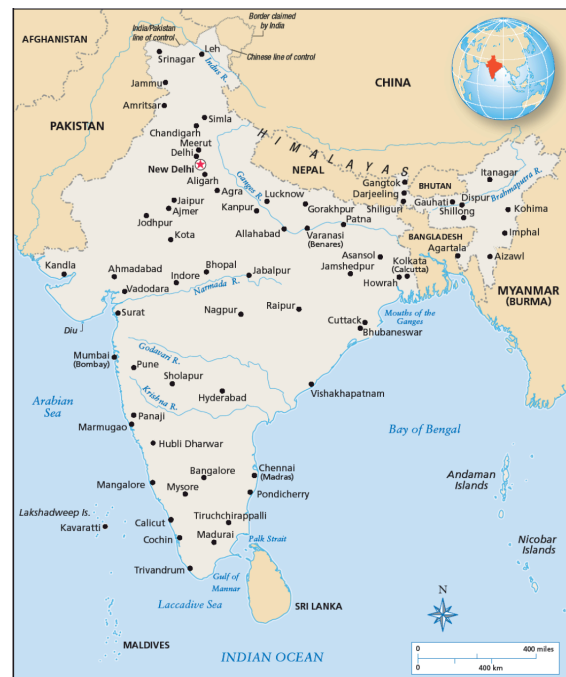 Border claimed
by India
India/Pakistan
line of control
Leh
AFGHANISTAN
Srinagar
Indus R.
Chinese line of control
Jammu
CHINA
Amritsar
Simla
PAKISTAN
Chandigarh
HIMALAYAS
Meerut
Delhi
New Delhi
NEPAL
Itanagar
Aligarh
Gangtok
BHUTAN
Agra
Ganges R.
Lucknow
Darjeeling
Dispur
Brahmaputra R.
Jaipur
Gauhati
Ajmer
Kanpur
Gorakhpur
Shiliguri
Shillong
Kohima
Jodhpur
Patna
Kota
Allahabad
Varanasi
(Benares)
BANGLADESH
Imphal
Agartala
Asansol
Kandla
Ahmadabad
Bhopal
Jabalpur
Jamshedpur
Kolkata
(Calcutta)
Aizawl
Indore
Howrah
Vadodara
Narmada R.
MYANMAR
(BURMA)
Surat
Nagpur
Raipur
Mouths of the
Ganges
Diu
Cuttack
Bhubaneswar
Mumbai
(Bombay)
Godavari R.
Pune
Sholapur
Hyderabad
Vishakhapatnam
Krishna R.
Arabian
Sea
Panaji
Marmugao
Bay of Bengal
Hubli Dharwar
Bangalore
Chennai
(Madras)
Andaman
Islands
Mangalore
Mysore
Pondicherry
Lakshadweep Is.
Kavaratti
Calicut
Tiruchchirappalli
Cochin
Madurai
Palk Strait
Nicobar
Islands
Trivandrum
Gulf of
Mannar
Laccadive Sea
SRI LANKA
N
MALDIVES
INDIAN OCEAN
0
400 miles
0
400 km